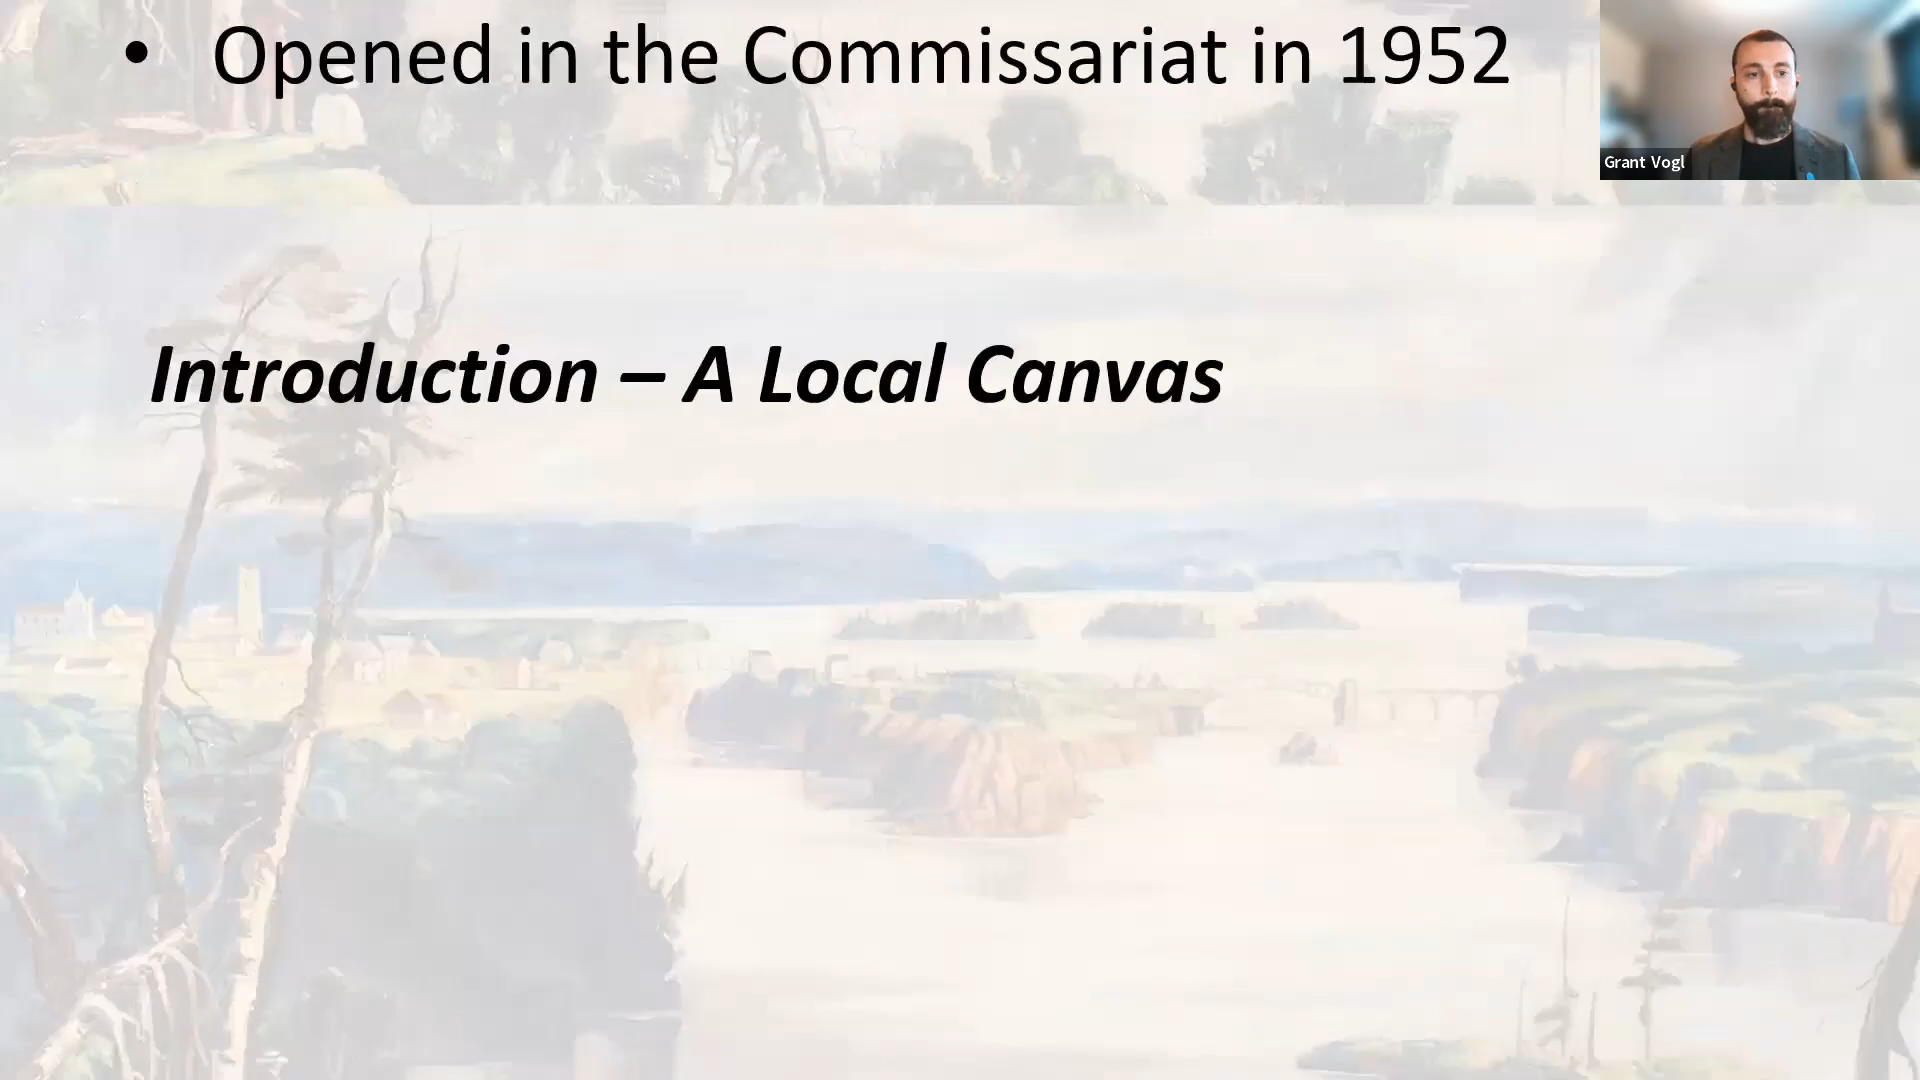 • Opened in the Commissariat in 1952
Grant Vogl
Introduction – A Local Canvas